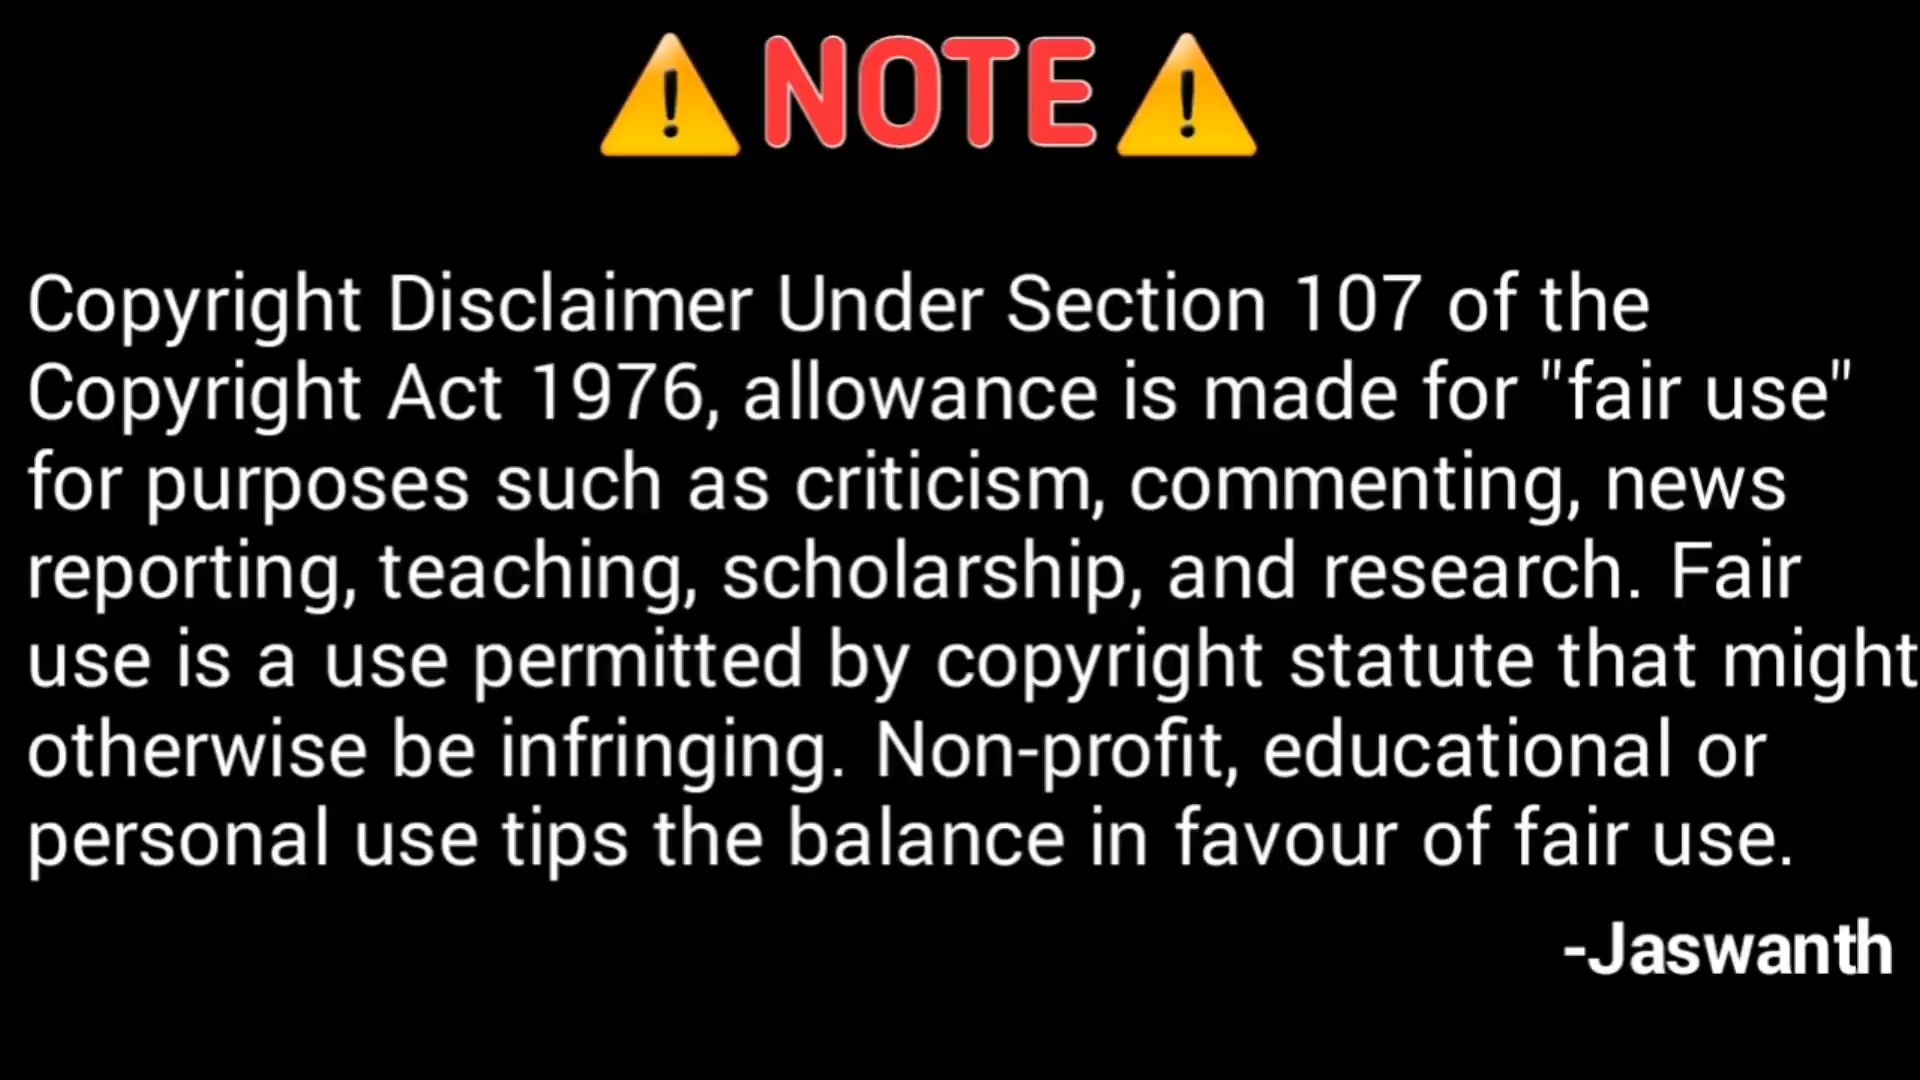 ⚠NOTE⚠
Copyright Disclaimer Under Section 107 of the
Copyright Act 1976, allowance is made for "fair use"
for purposes such as criticism, commenting, news
reporting, teaching, scholarship, and research. Fair
use is a use permitted by copyright statute that might
otherwise be infringing. Non-profit, educational or
personal use tips the balance in favour of fair use.
-Jaswanth